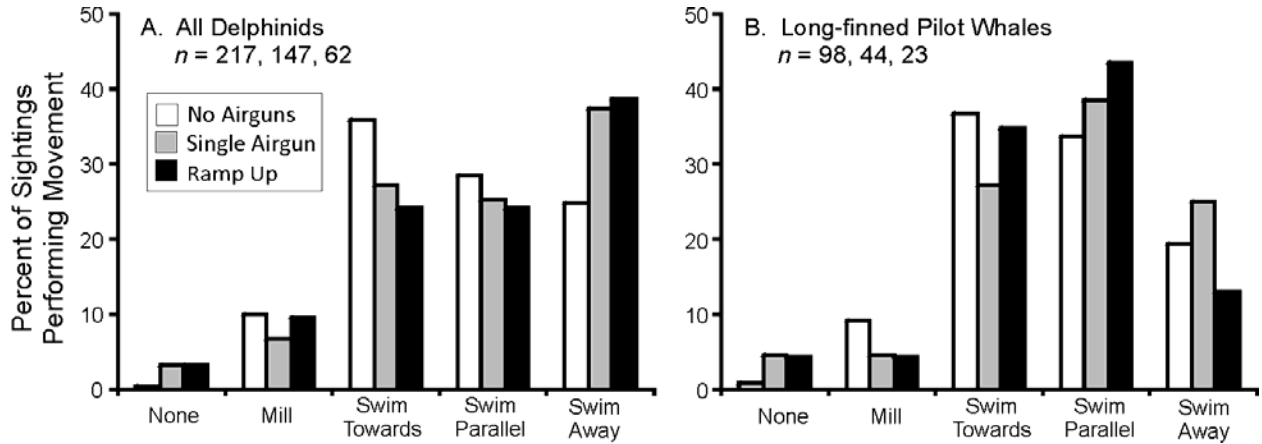 Percent of Sightings
Performing Movement
50
40
30
20
10
0
A. All Delphinids
n = 217, 147, 62
No Airguns
Single Airgun
Ramp Up
None
Mill
Swim
Towards
Swim
Parallel
Swim
Away
50
40
30
20
10
0
B. Long-finned Pilot Whales
n = 98, 44, 23
None
Mill
Swim
Towards
Swim
Parallel
Swim
Away